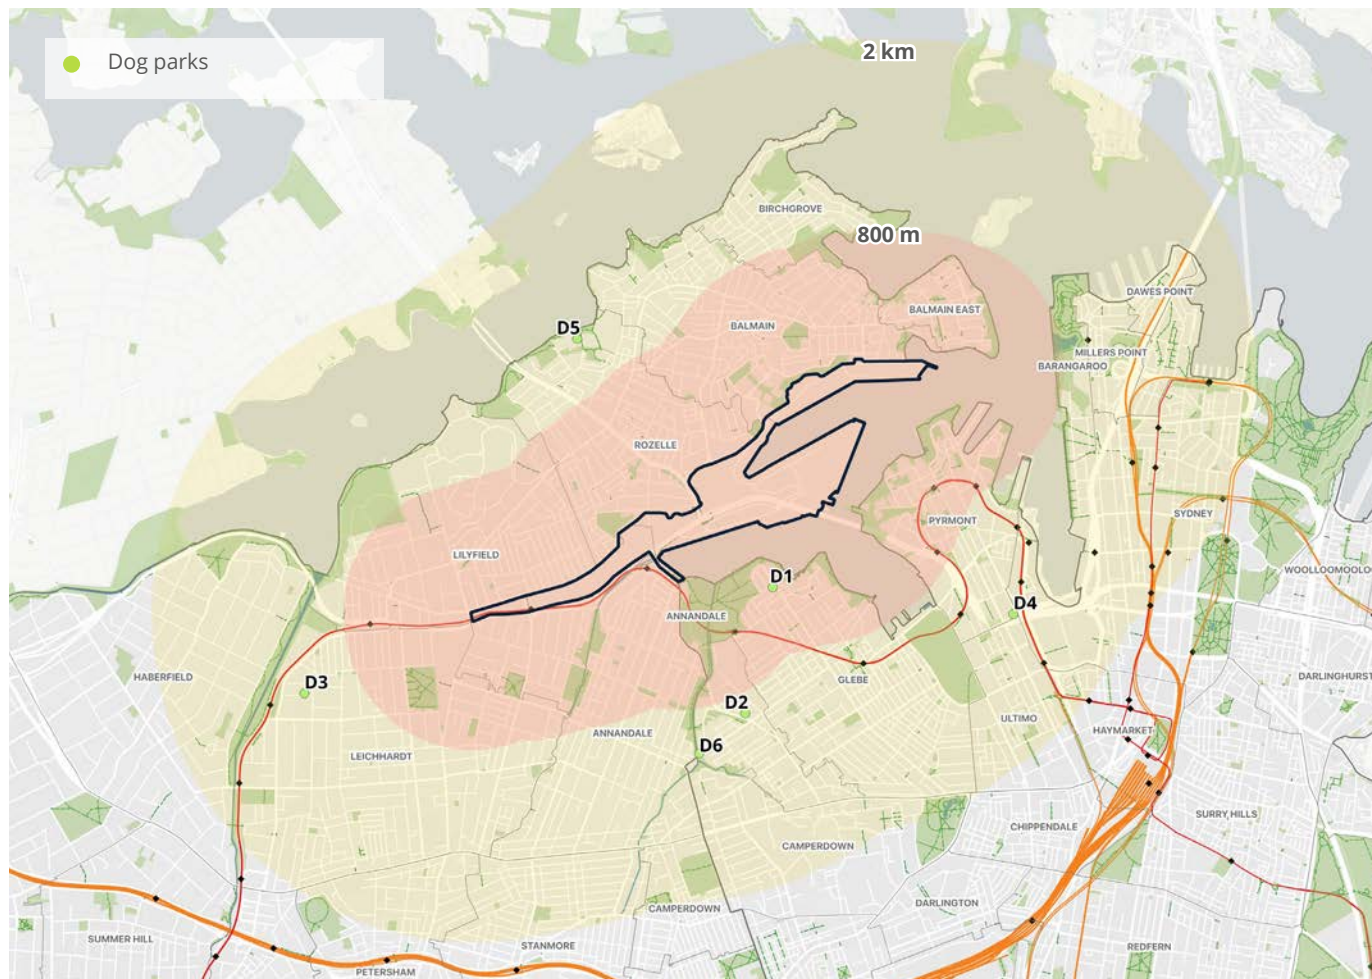 Dog parks
2 km
BIRCHGROVE
800 m
DAWES POINT
BALMAIN EAST
D5
BALMAIN
MILLERS POINT
BARANGAROO
ROZELLE
SYDNEY
PYRMONT
LILYFIELD
WOOLLOOMOOLO
D1
D4
ANNANDALE
HABERFIELD
D3
GLEBE
DARLINGHURST
D2
ULTIMO
ANNANDALE
HAYMARKET
D6
LEICHHARDT
SURRY HILLS
CHIPPENDALE
CAMPERDOWN
DARLINGTON
CAMPERDOWN
SUMMER HILL
STANMORE
REDFERN
PETERSHAM